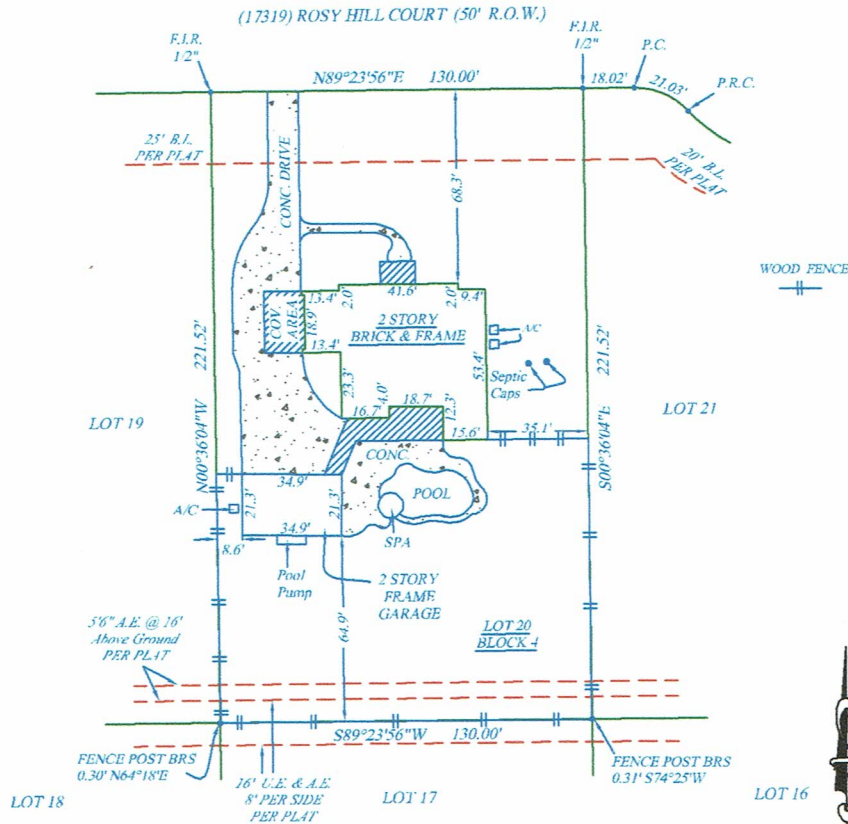 (17319) ROSY HILL COURT (50' R.O.W.)
F.I.R.
1/2"
F.I.R.
1/2"
P.C.
N89°23'56"E 130.00'
18.02'
21.03'
P.R.C.
25' B.L.
PER PLAT
20' B.L.
PER PLAT
CONC. DRIVE
68.3'
WOOD FENCE
13.4'
2.0'
41.6'
2.0'
9.4'
COV.
AREA
18.9'
2 STORY
BRICK & FRAME
A/C
13.4'
53.4'
Septic
Caps
221.52'
221.52'
23.3'
16.7'
4.0'
18.7'
12.3'
15.6'
35.1'
LOT 19
LOT 21
N00°36'04"W
S00°36'04"E
CONC.
34.9'
POOL
A/C
21.3'
21.3'
34.9'
SPA
8.6'
Pool
Pump
2 STORY
FRAME
GARAGE
64.9'
5'6" A.E. @ 16'
Above Ground
PER PLAT
LOT 20
BLOCK 4
S89°23'56"W 130.00'
FENCE POST BRS
0.30' N64°18'E
FENCE POST BRS
0.31' S74°25'W
16' U.E. & A.E.
8' PER SIDE
PER PLAT
LOT 18
LOT 17
LOT 16